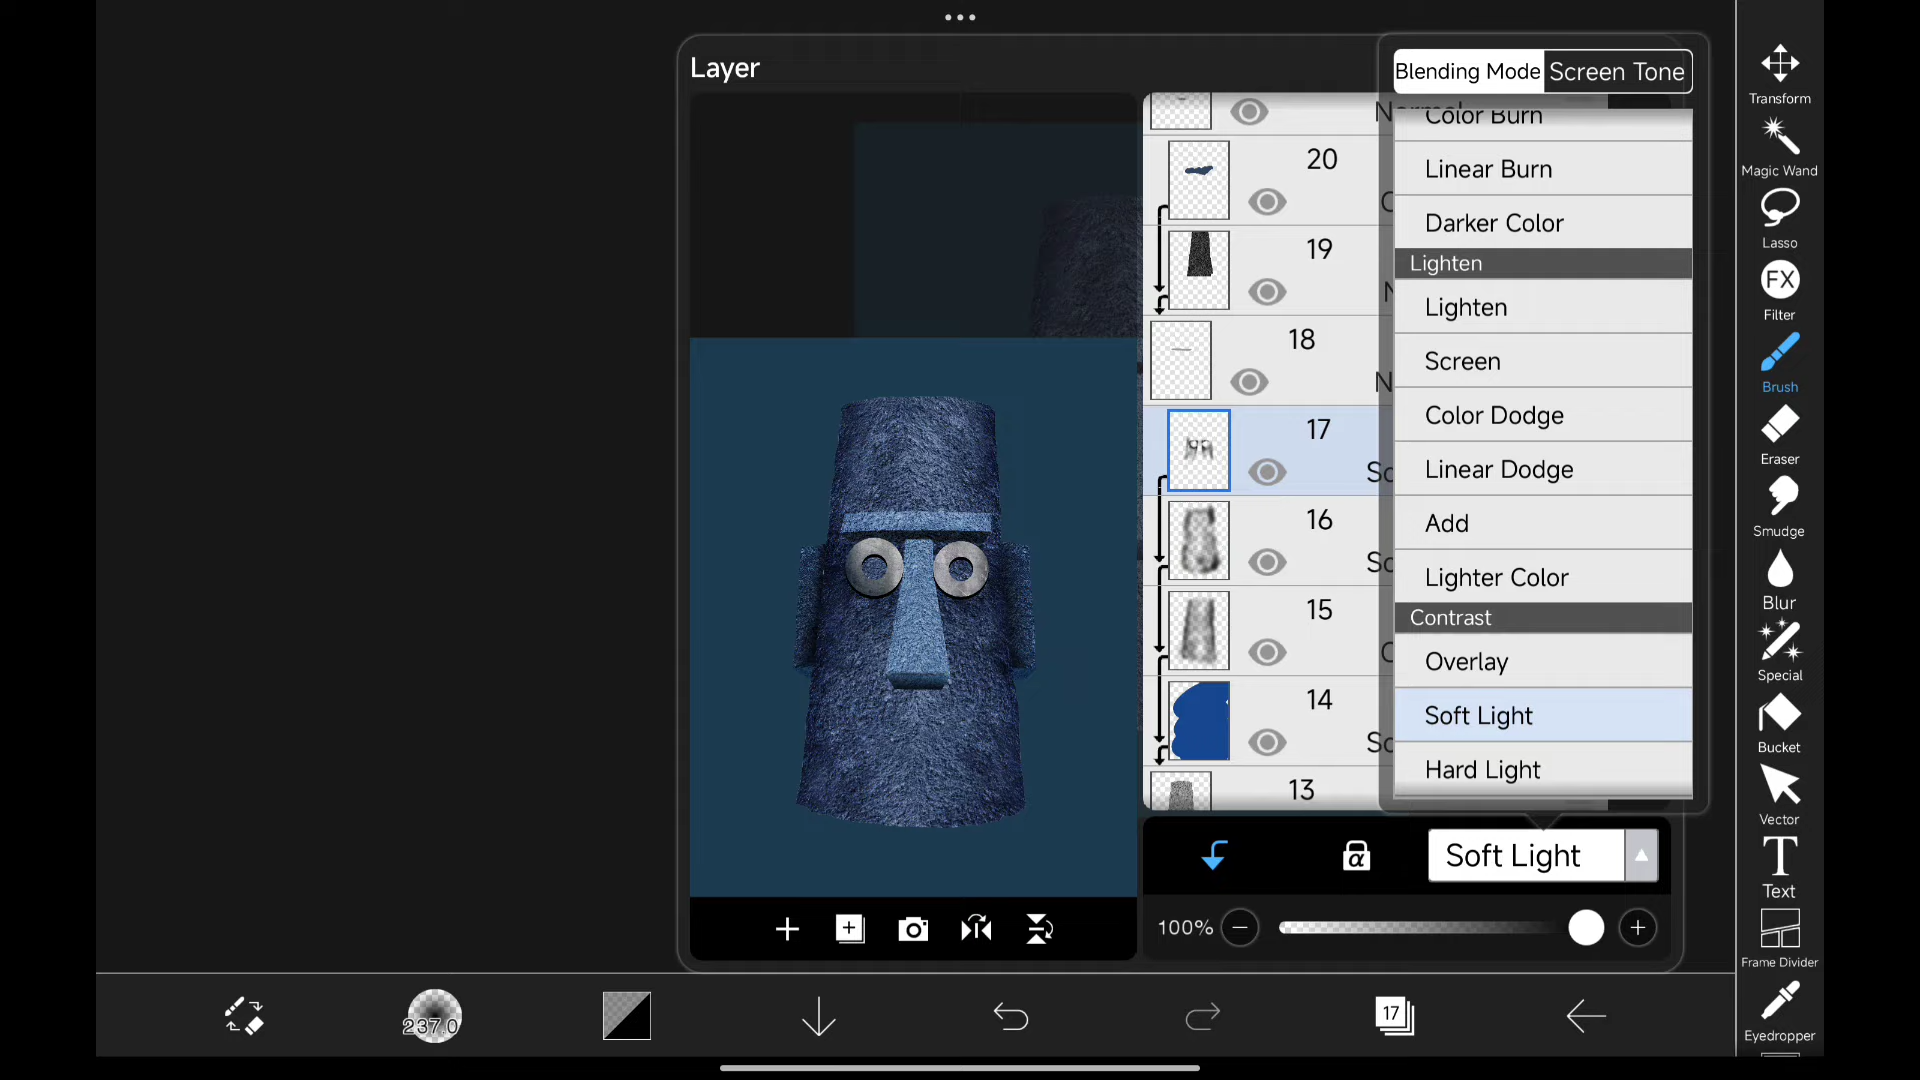 Layer
Blending Mode
Screen Tone
Color Burn
Linear Burn
Darker Color
Lighten
Lighten
Screen
Color Dodge
Linear Dodge
Add
Lighter Color
Contrast
Overlay
Soft Light
Hard Light
20
19
18
N
17
So
16
15
14
13
Soft Light
α
100%
237.0
17
Transform
Magic Wand
Lasso
FX
Filter
Brush
Eraser
Smudge
Blur
Special
Bucket
Vector
T
Text
Frame Divider
Eyedropper